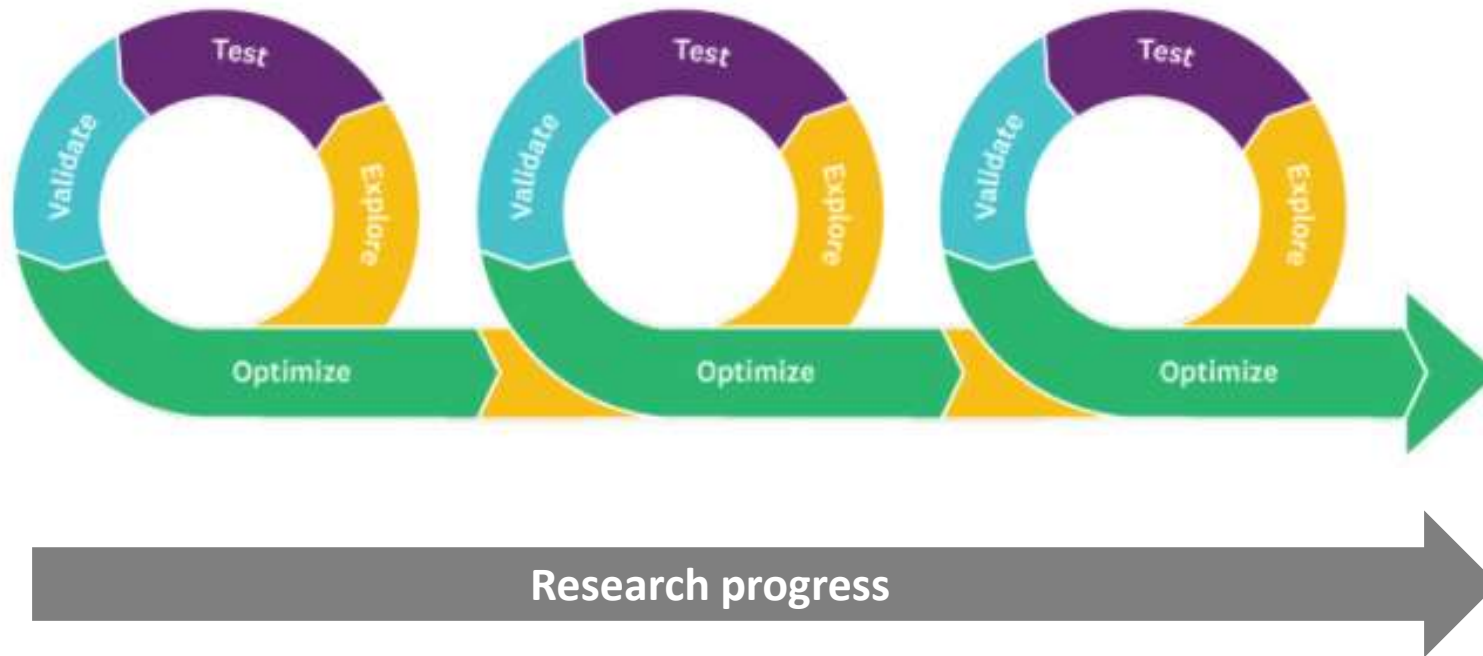 Test
Test
Test
Validate
Explore
Validate
Explore
Validate
Explore
Optimize
Optimize
Optimize
Research progress